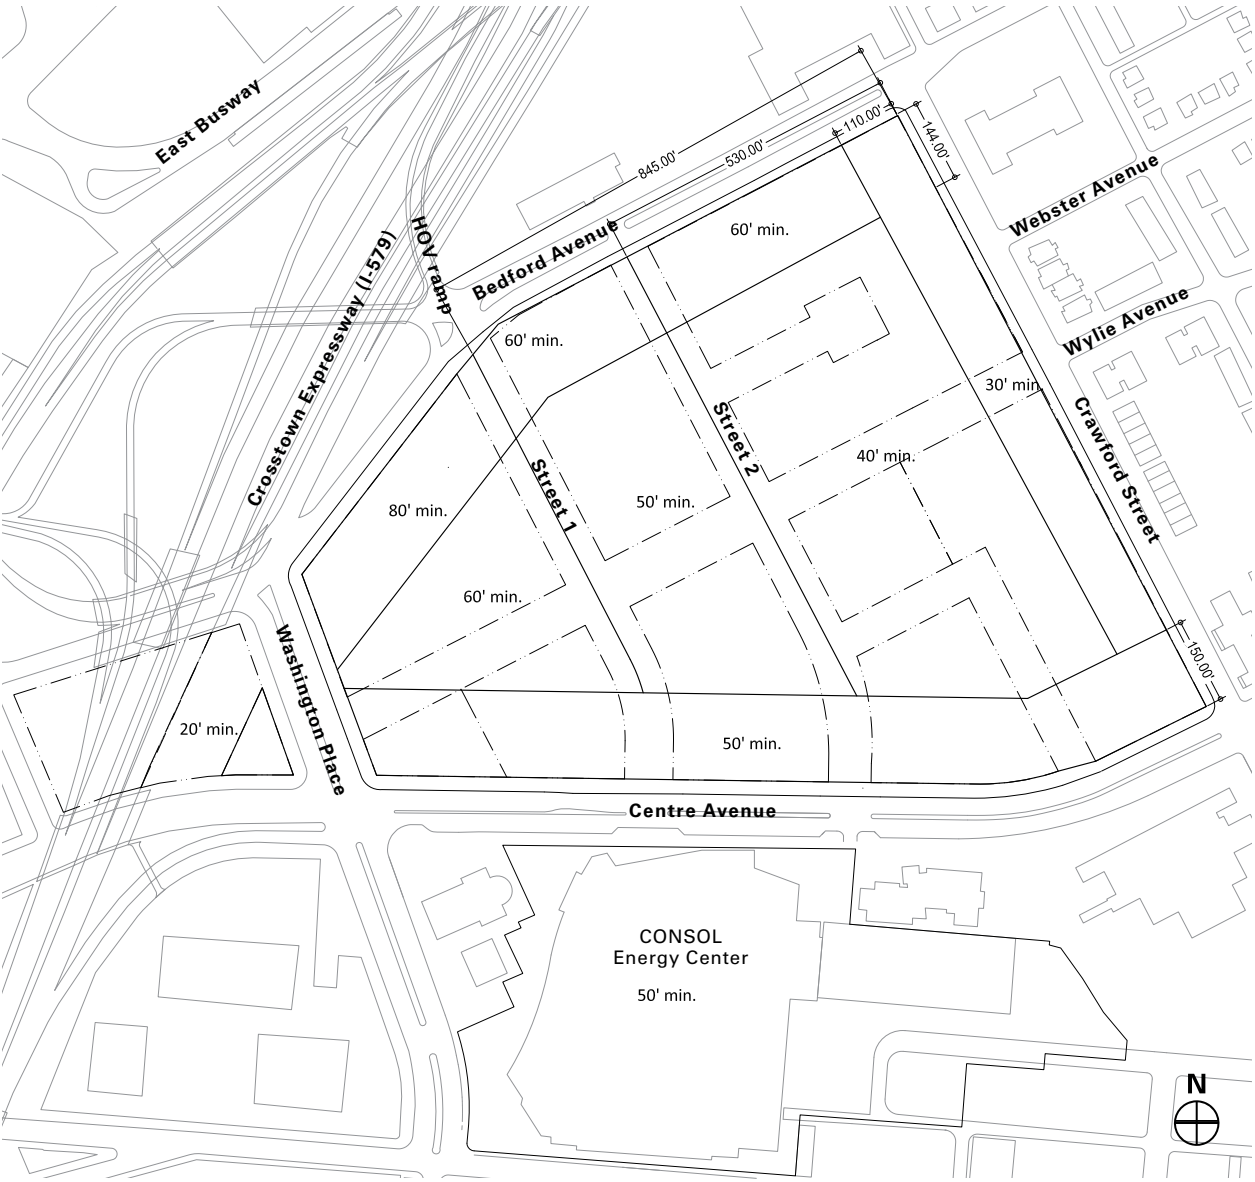 East Busway
845.00'
530.00'
110.00'
144.00'
Webster Avenue
HOV ramp
Bedford Avenue
60' min.
Crosstown Expressway (I-579)
Wylie Avenue
60' min.
30' min.
Street 2
Crawford Street
40' min.
Street 1
50' min.
80' min.
60' min.
Washington Place
150.00'
20' min.
50' min.
Centre Avenue
CONSOL
Energy Center
50' min.
N